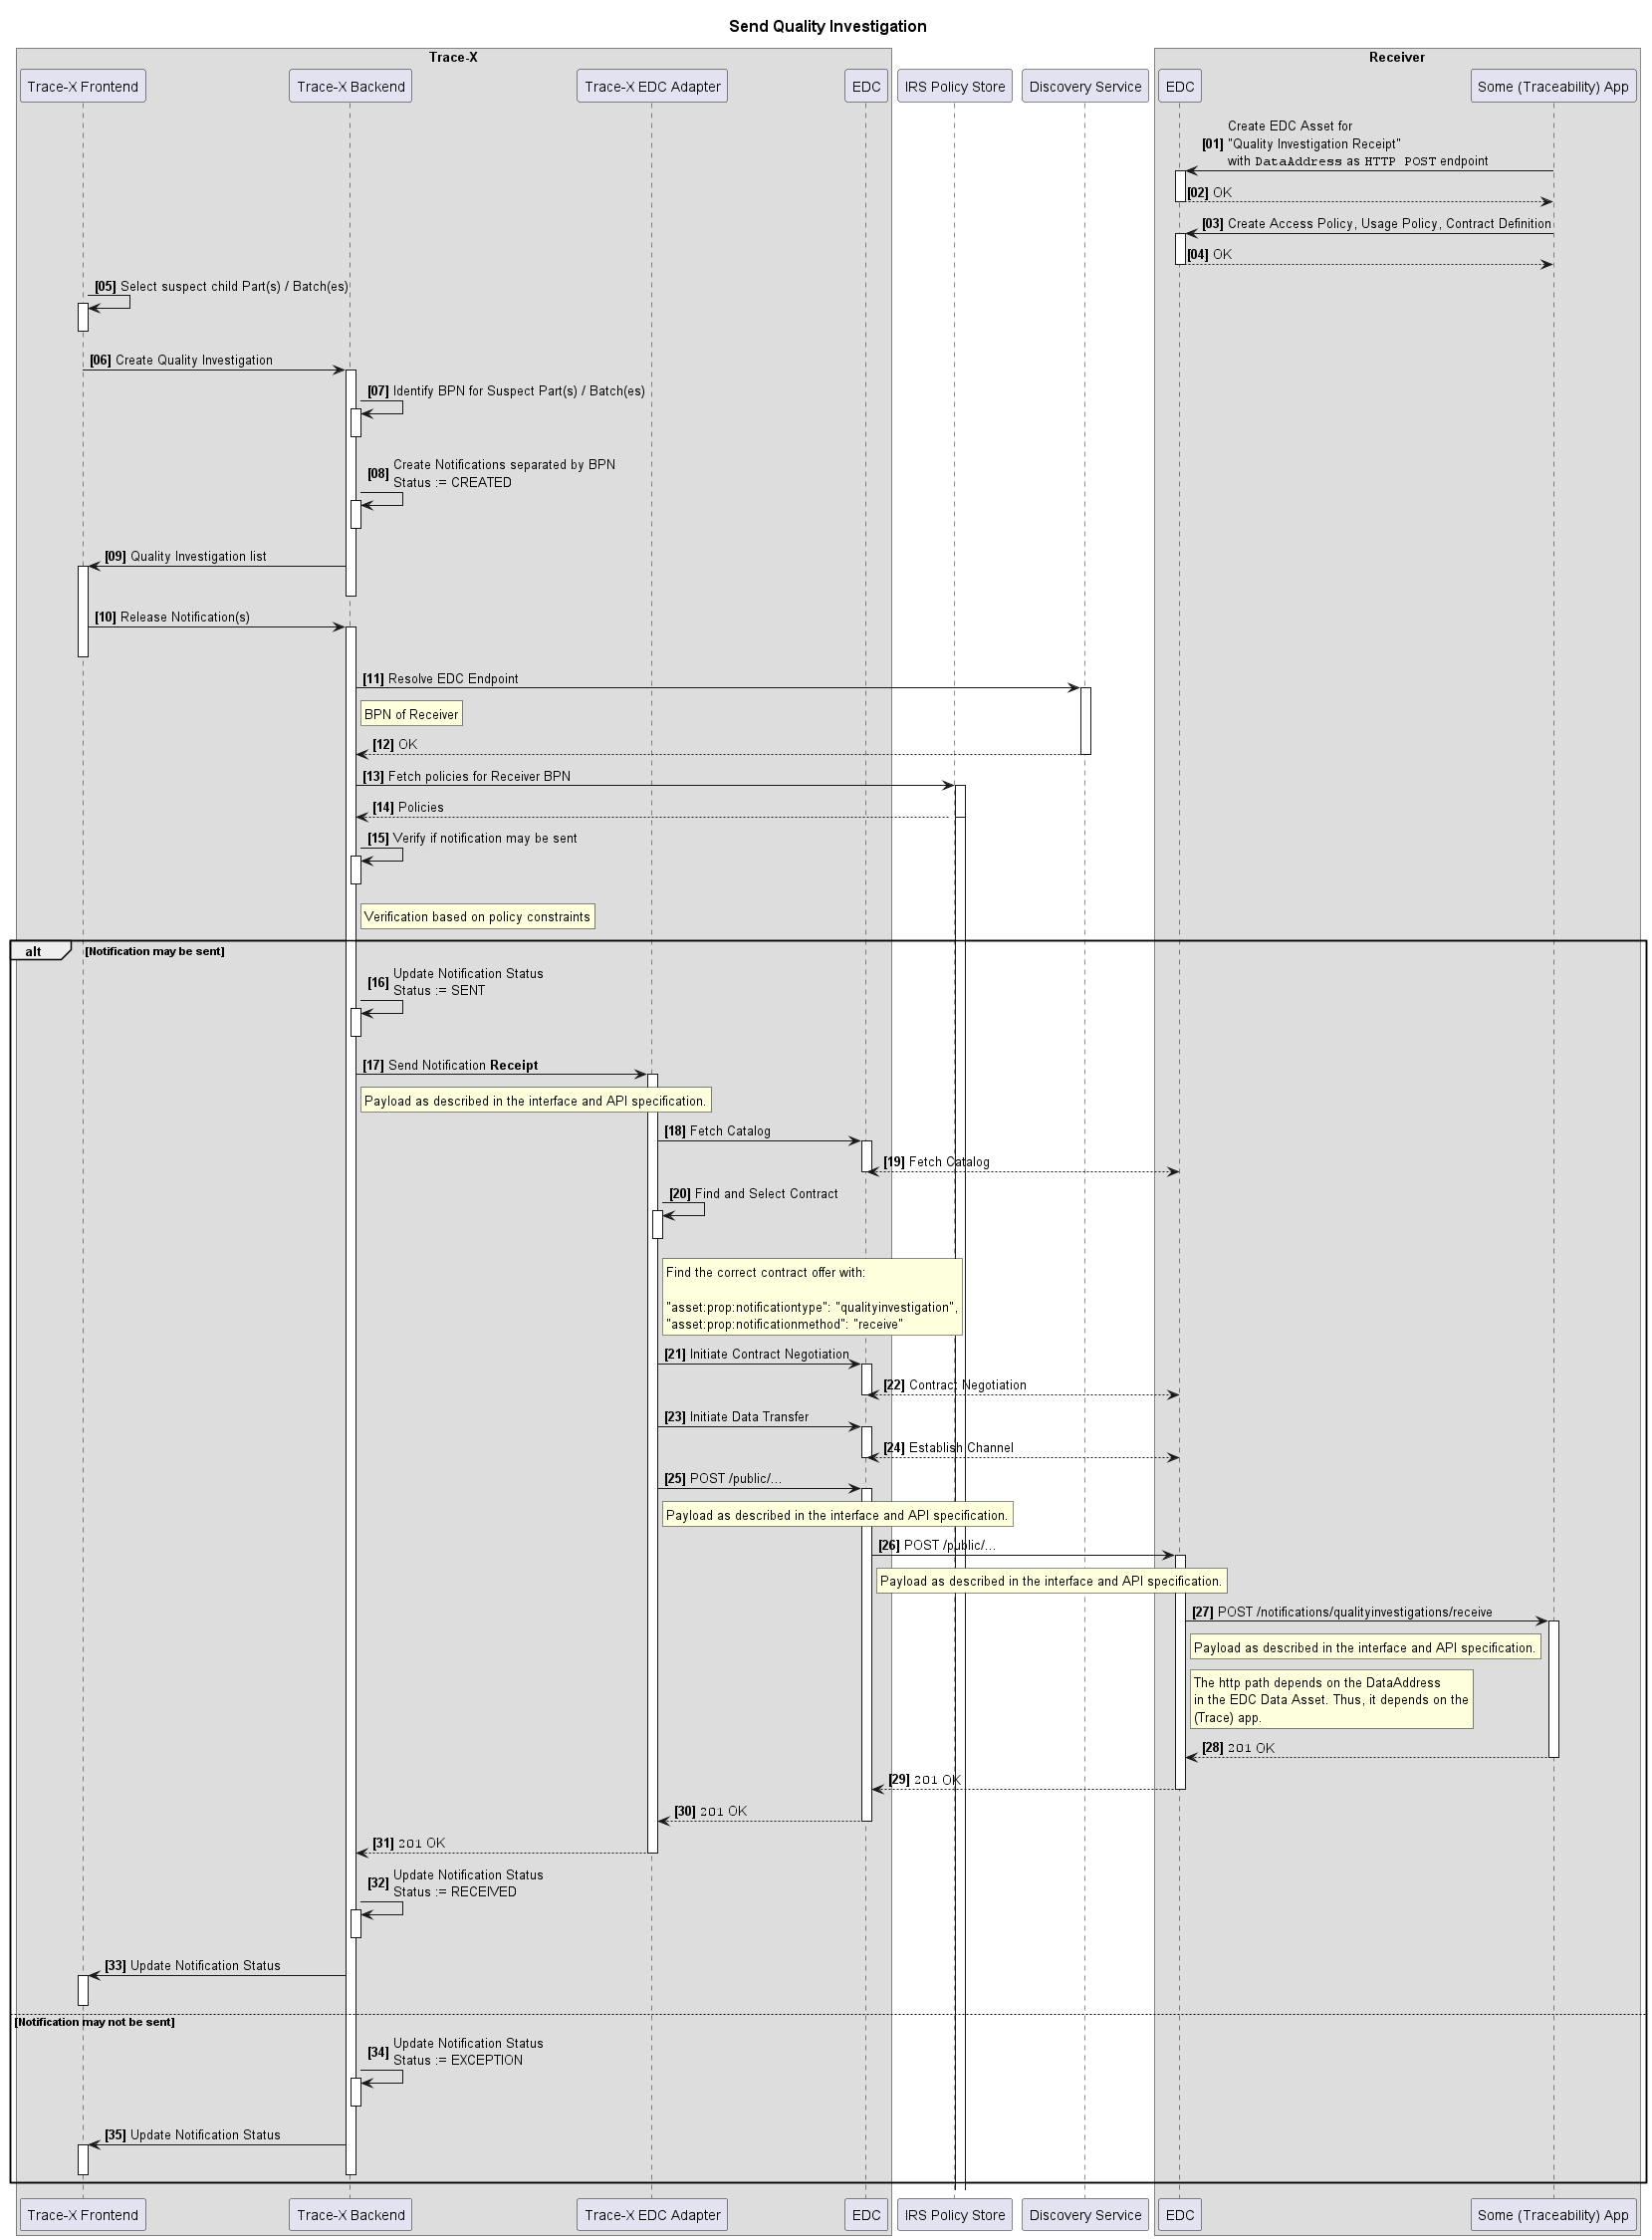 Send Quality Investigation
Trace-X
Receiver
Trace-X Frontend
Trace-X Backend
Trace-X EDC Adapter
EDC
IRS Policy Store
Discovery Service
EDC
Some (Traceability) App
Create EDC Asset for
[01] "Quality Investigation Receipt"
with DataAddress as HTTP POST endpoint
[02] OK
[03] Create Access Policy, Usage Policy, Contract Definition
[04] OK
[05] Select suspect child Part(s) / Batch(es)
[06] Create Quality Investigation
[07] Identify BPN for Suspect Part(s) / Batch(es)
[08] Create Notifications separated by BPN
Status := CREATED
[09] Quality Investigation list
[10] Release Notification(s)
[11] Resolve EDC Endpoint
BPN of Receiver
[12] OK
[13] Fetch policies for Receiver BPN
[14] Policies
[15] Verify if notification may be sent
Verification based on policy constraints
alt [Notification may be sent]
[16] Update Notification Status
Status := SENT
[17] Send Notification Receipt
Payload as described in the interface and API specification.
[18] Fetch Catalog
[19] Fetch Catalog
[20] Find and Select Contract
Find the correct contract offer with:
"asset:prop:notificationtype": "qualityinvestigation",
"asset:prop:notificationmethod": "receive"
[21] Initiate Contract Negotiation
[22] Contract Negotiation
[23] Initiate Data Transfer
[24] Establish Channel
[25] POST /public/...
Payload as described in the interface and API specification.
[26] POST /public/...
Payload as described in the interface and API specification.
[27] POST /notifications/qualityinvestigations/receive
Payload as described in the interface and API specification.
The http path depends on the DataAddress
in the EDC Data Asset. Thus, it depends on the
(Trace) app.
[28] 201 OK
[29] 201 OK
[30] 201 OK
[31] 201 OK
[32] Update Notification Status
Status := RECEIVED
[33] Update Notification Status
[Notification may not be sent]
[34] Update Notification Status
Status := EXCEPTION
[35] Update Notification Status
Trace-X Frontend
Trace-X Backend
Trace-X EDC Adapter
EDC
IRS Policy Store
Discovery Service
EDC
Some (Traceability) App